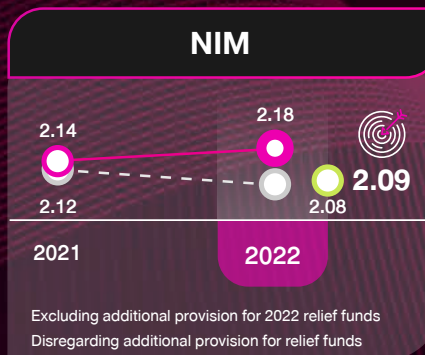 NIM
2.14
2.18
2.09
2.12
2.08
2021
2022
Excluding additional provision for 2022 relief funds
Disregarding additional provision for relief funds